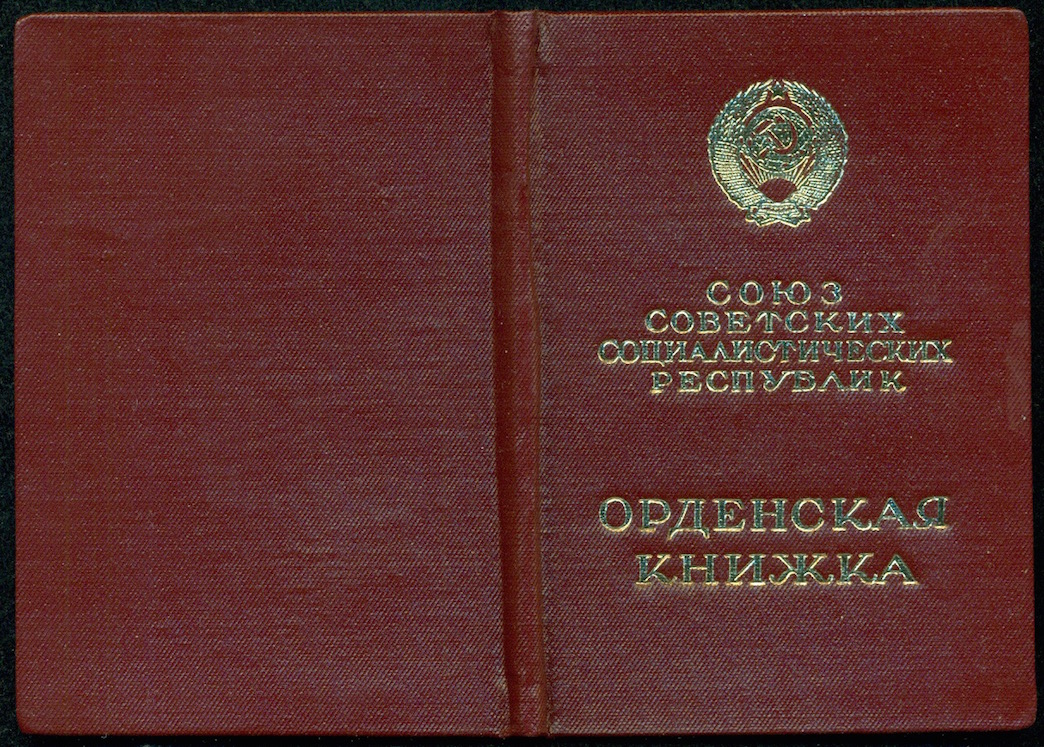 СОЮЗ
СОВЕТСКИХ
СОЦИАЛИСТИЧЕСКИХ
РЕСПУБЛИК
ОРДЕНСКАЯ
КНИЖКА